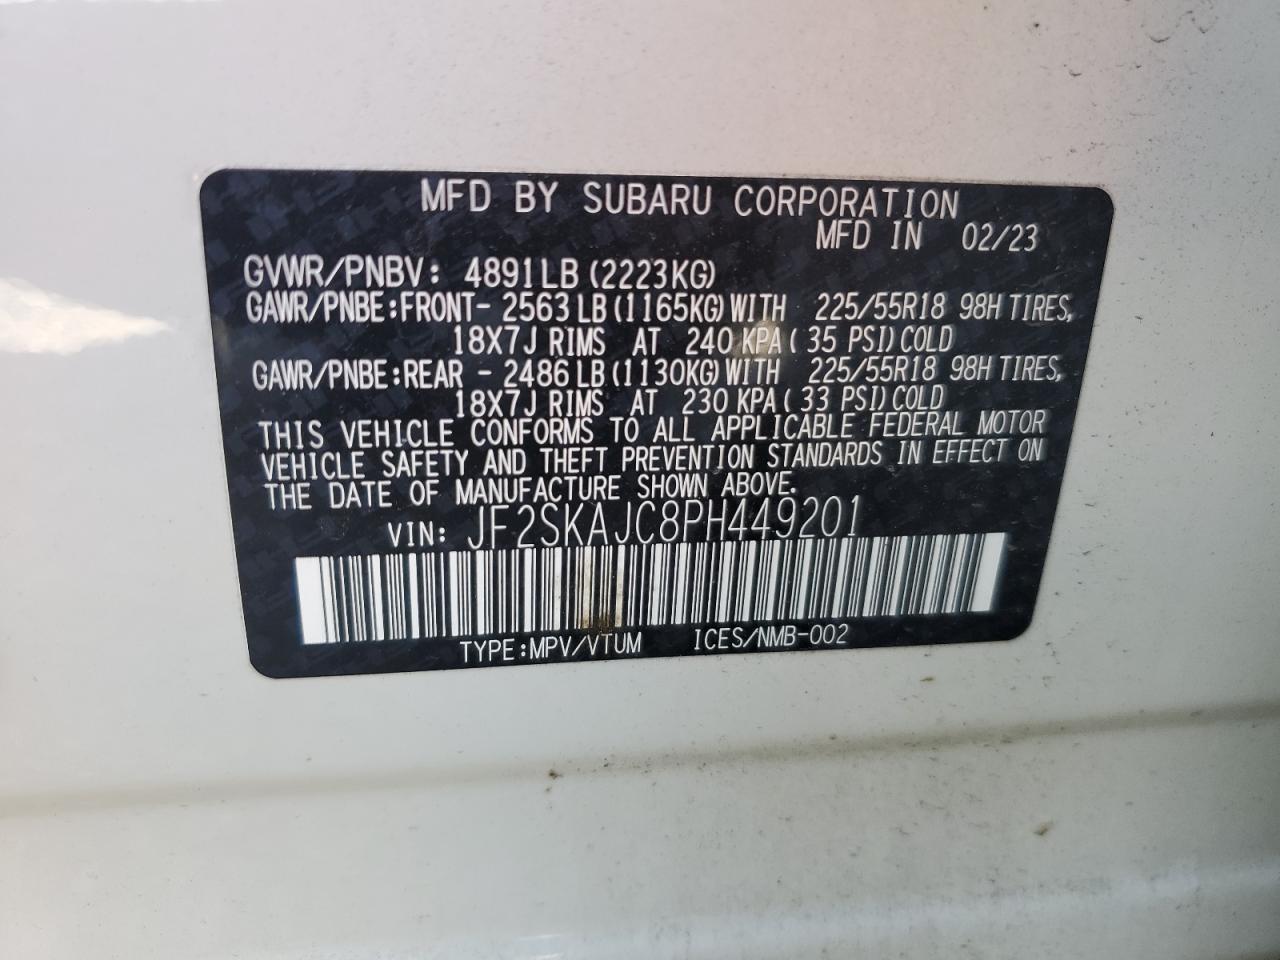 MFD BY SUBARU CORPORATION
MFD IN 02/23
GVWR/PNBV: 4891LB (2223KG)
GAWR/PNBE:FRONT- 2563LB(1165KG)WITH 225/55R18 98H TIRES,
18X7J RIMS AT 240 KPA( 35 PSI)COLD
GAWR/PNBE:REAR - 2486LB(1130KG)WITH 225/55R18 98H TIRES,
18X7J RIMS AT 230 KPA( 33 PSI)COLD
THIS VEHICLE CONFORMS TO ALL APPLICABLE FEDERAL MOTOR
VEHICLE SAFETY AND THEFT PREVENTION STANDARDS IN EFFECT ON
THE DATE OF MANUFACTURE SHOWN ABOVE.
VIN: JF2SKAJC8PH449201
TYPE:MPV/VTUM ICES/NMB-002